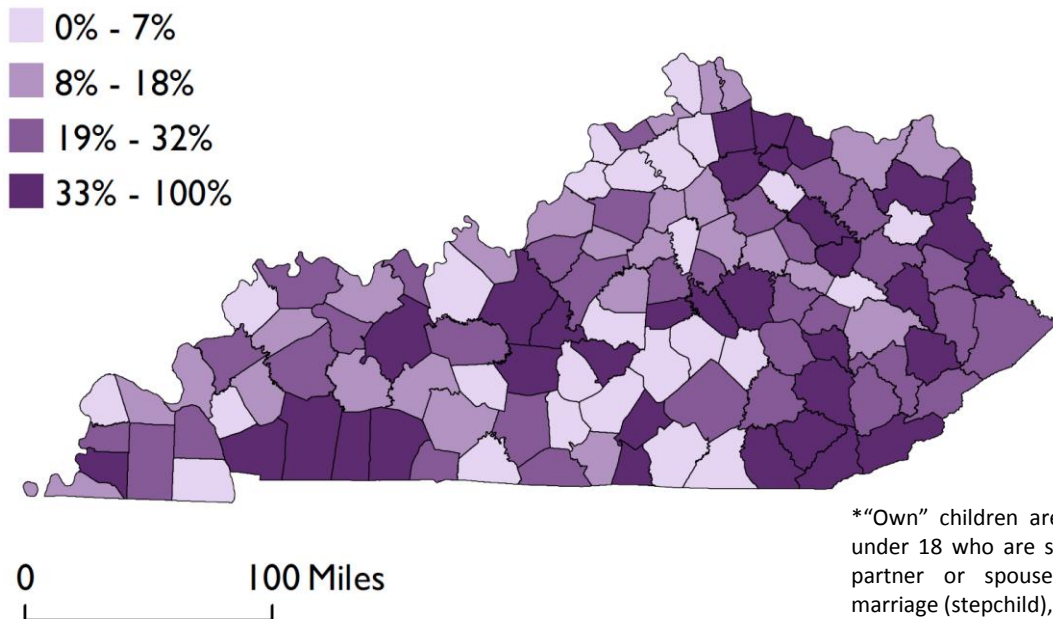 0% - 7%
8% - 18%
19% - 32%
33% - 100%
*“Own” children are
under 18 who are s
partner or spouse
marriage (stepchild),
0 100 Miles